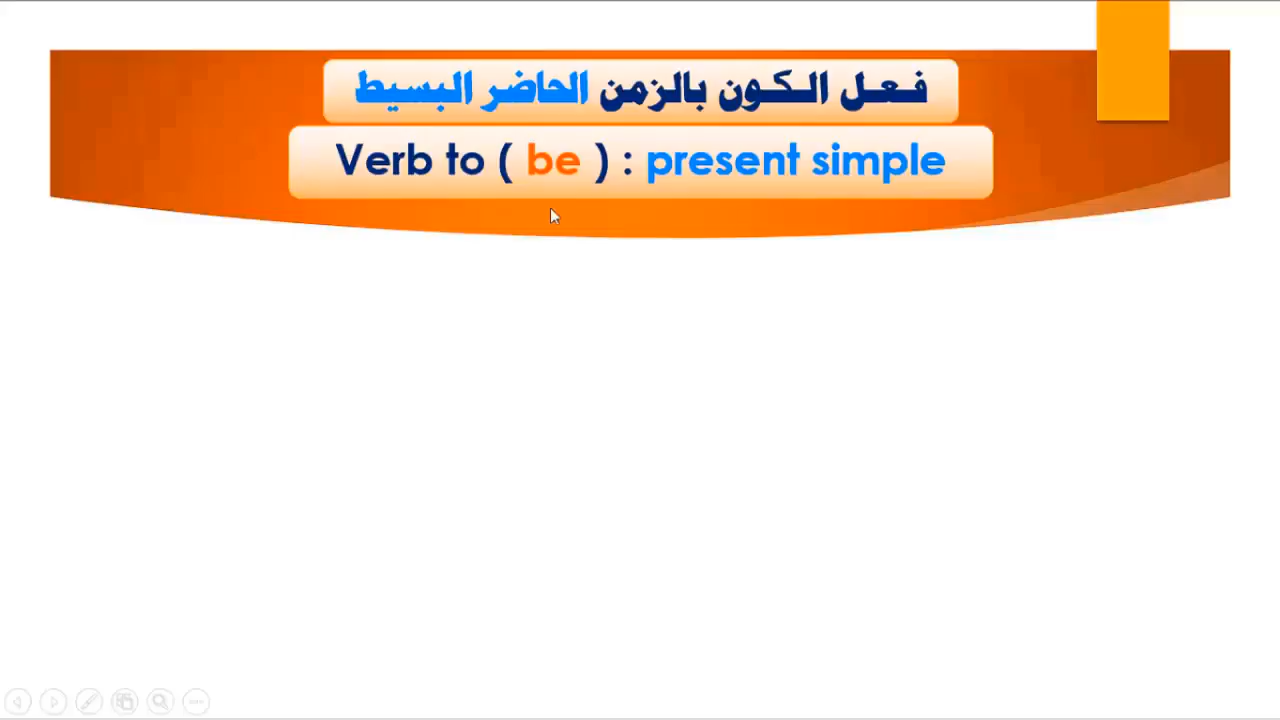 فعل الكون بالزمن الحاضر البسيط
Verb to ( be ) : present simple